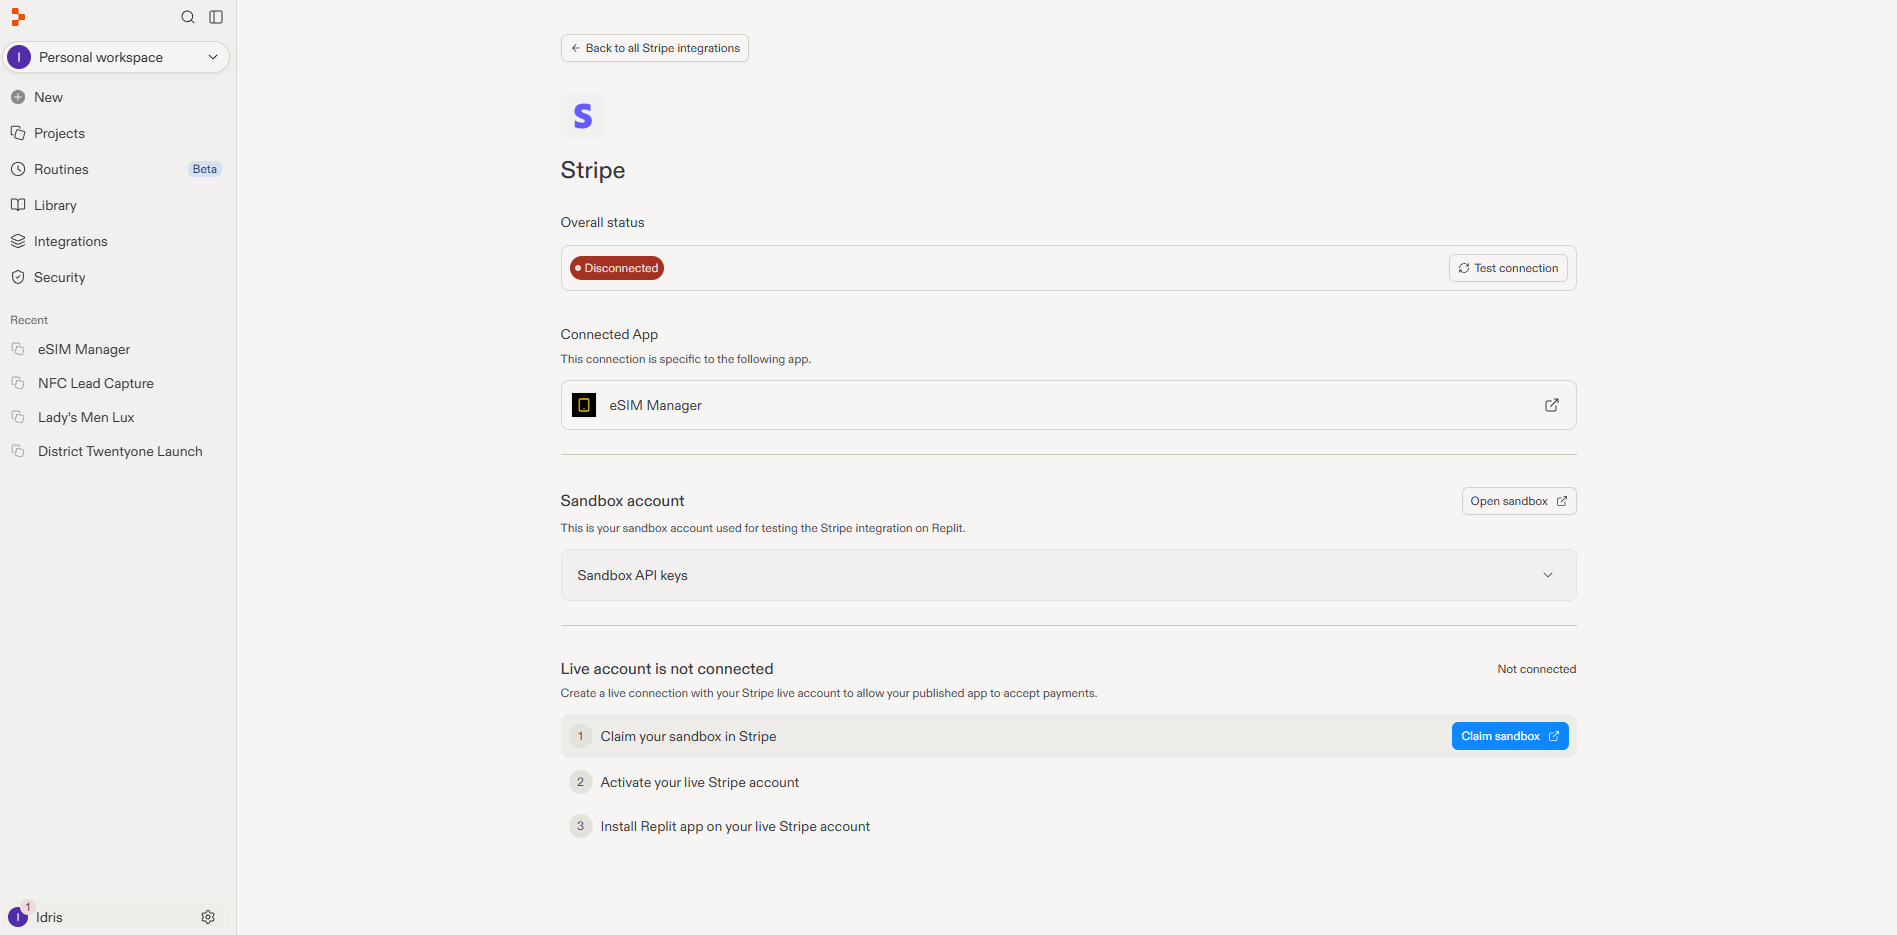 Personal workspace
New
Projects
Routines
Beta
Library
Integrations
Security
Recent
eSIM Manager
NFC Lead Capture
Lady's Men Lux
District Twentyone Launch
I
1
Idris
Back to all Stripe integrations
S
Stripe
Overall status
Disconnected
Test connection
Connected App
This connection is specific to the following app.
eSIM Manager
Sandbox account
Open sandbox
This is your sandbox account used for testing the Stripe integration on Replit.
Sandbox API keys
Live account is not connected
Not connected
Create a live connection with your Stripe live account to allow your published app to accept payments.
1 Claim your sandbox in Stripe
Claim sandbox
2 Activate your live Stripe account
3 Install Replit app on your live Stripe account